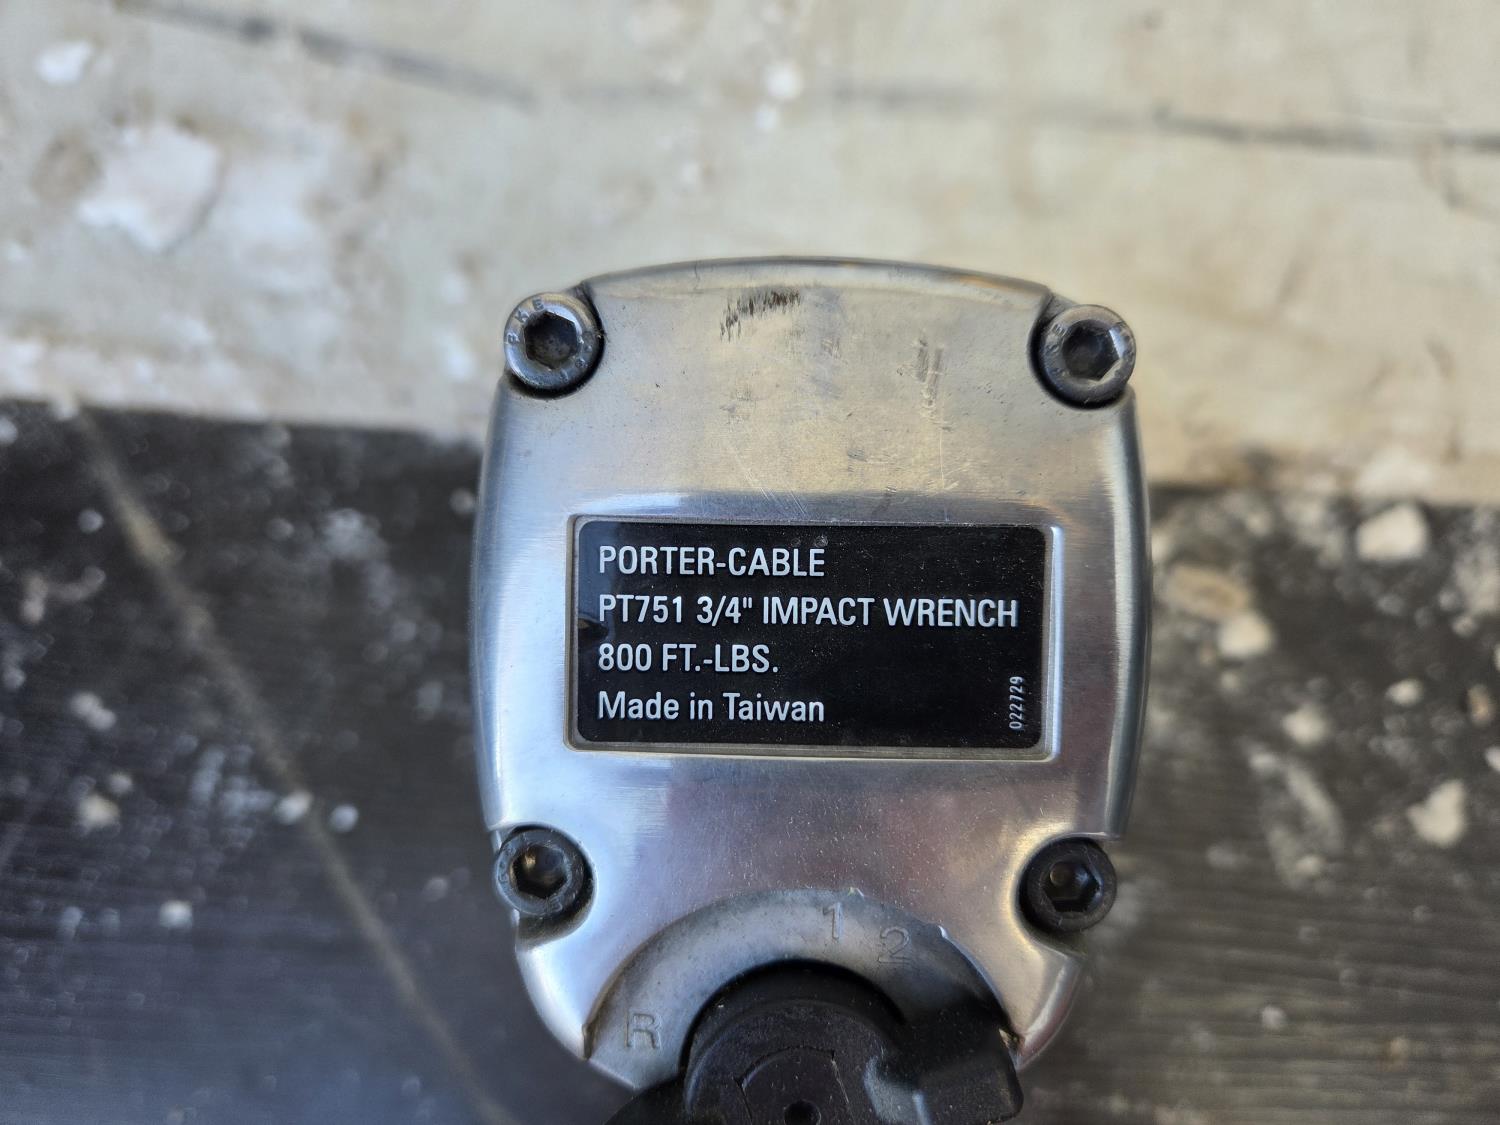 PORTER-CABLE
PT751 3/4" IMPACT WRENCH
800 FT.-LBS.
Made in Taiwan
022729
1
2
R